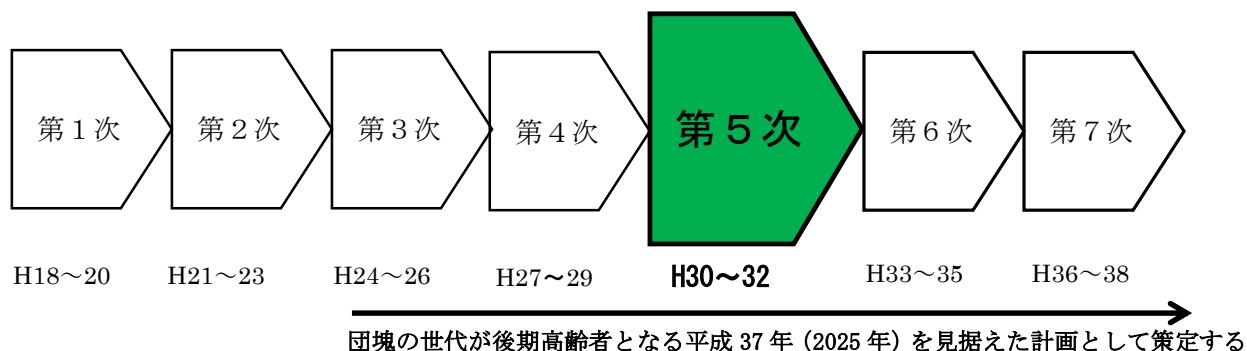 第１次 第２次 第３次 第４次 第５次 第６次 第７次
H18～20 H21～23 H24～26 H27～29 H30～32 H33～35 H36～38
団塊の世代が後期高齢者となる平成 37 年（2025 年）を見据えた計画として策定する